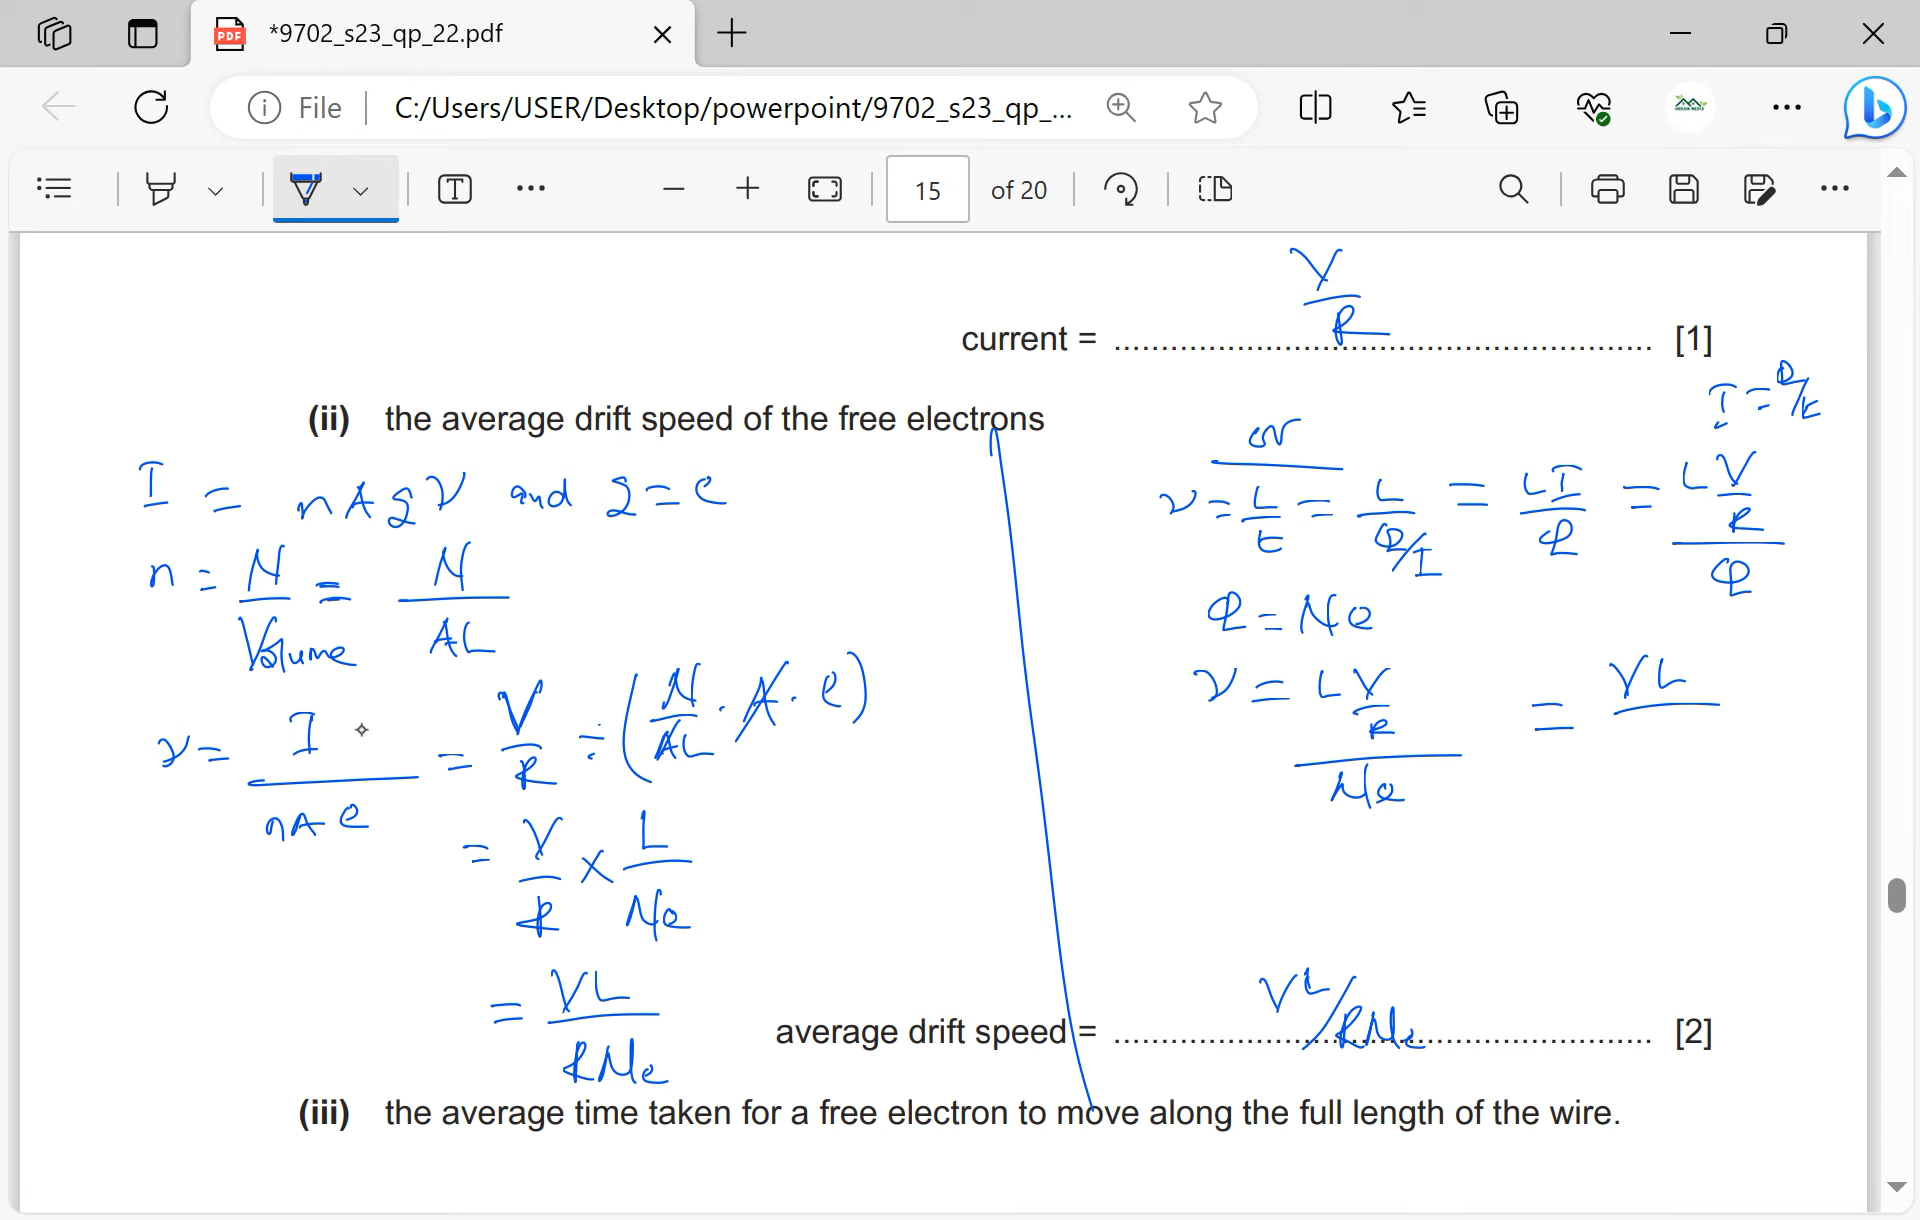 *9702_s23_qp_22.pdf
File C:/Users/USER/Desktop/powerpoint/9702_s23_qp_...
15 of 20
V/R
current = ........................................................ [1]
I = Q/t
(ii) the average drift speed of the free electrons
or
I = nAqv and q=e
v = L/t = L/(Q/I) = LI/Q = (L V/R)/Q
n = N/Volume = N/AL
Q = Ne
v = I/nAe = V/R ÷ (N/AL . A . e)
v = (L V/R)/Ne = VL
= V/R × L/Ne
= VL/RNe
average drift speed = VL/RNe ........................................................ [2]
(iii) the average time taken for a free electron to move along the full length of the wire.